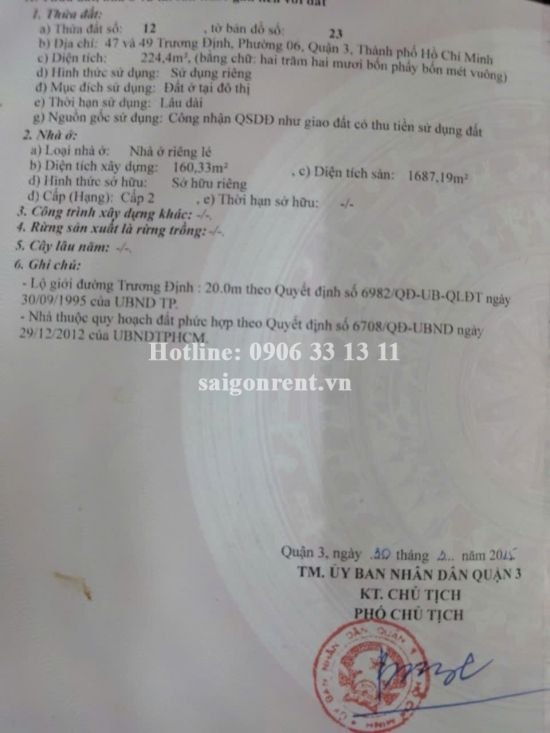 1. Thửa đất:
a) Thửa đất số: 12 , tờ bản đồ số: 23
b) Địa chỉ: 47 và 49 Trương Định, Phường 06, Quận 3, Thành phố Hồ Chí Minh
c) Diện tích: 224,4m², (bằng chữ: hai trăm hai mươi bốn phẩy bốn mét vuông)
d) Hình thức sử dụng: Sử dụng riêng
đ) Mục đích sử dụng: Đất ở tại đô thị
e) Thời hạn sử dụng: Lâu dài
g) Nguồn gốc sử dụng: Công nhận QSDĐ như giao đất có thu tiền sử dụng đất
2. Nhà ở:
a) Loại nhà ở: Nhà ở riêng lẻ
b) Diện tích xây dựng: 160,33m² , c) Diện tích sàn: 1687,19m²
d) Hình thức sở hữu: Sở hữu riêng
đ) Cấp (Hạng): Cấp 2 , e) Thời hạn sở hữu: -/-
3. Công trình xây dựng khác: -/-
4. Rừng sản xuất là rừng trồng: -/-
5. Cây lâu năm: -/-
6. Ghi chú:
- Lộ giới đường Trương Định : 20.0m theo Quyết định số 6982/QĐ-UB-QLĐT ngày
30/09/1995 của UBND TP.
- Nhà thuộc quy hoạch đất phức hợp theo Quyết định số 6708/QĐ-UBND ngày
29/12/2012 của UBNDTPHCM.
Hotline: 0906 33 13 11
saigonrent.vn
Quận 3, ngày tháng năm
TM. ỦY BAN NHÂN DÂN QUẬN 3
KT. CHỦ TỊCH
PHÓ CHỦ TỊCH